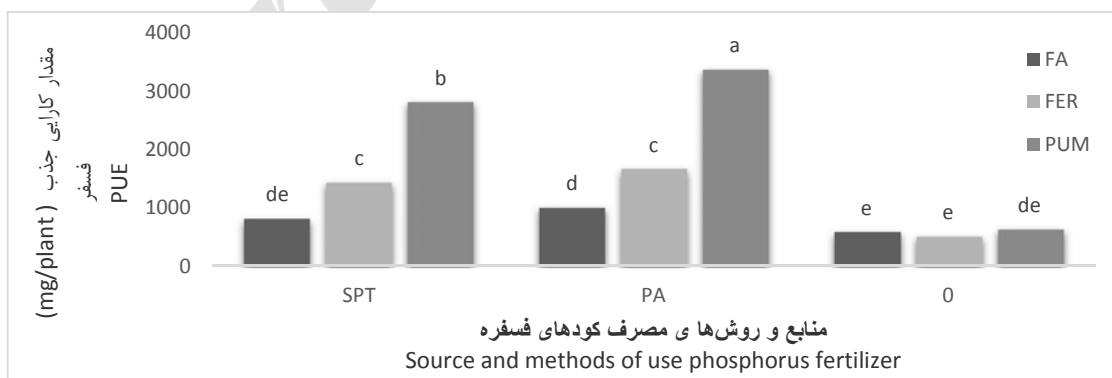 مقدار کارایی جذب
فسفر
PUE
(mg/plant)
4000
3000
2000
1000
0
de
c
b
d
c
a
e
e
de
FA
FER
PUM
SPT
PA
0
منابع و روش‌ها ی مصرف کودهای فسفره
Source and methods of use phosphorus fertilizer